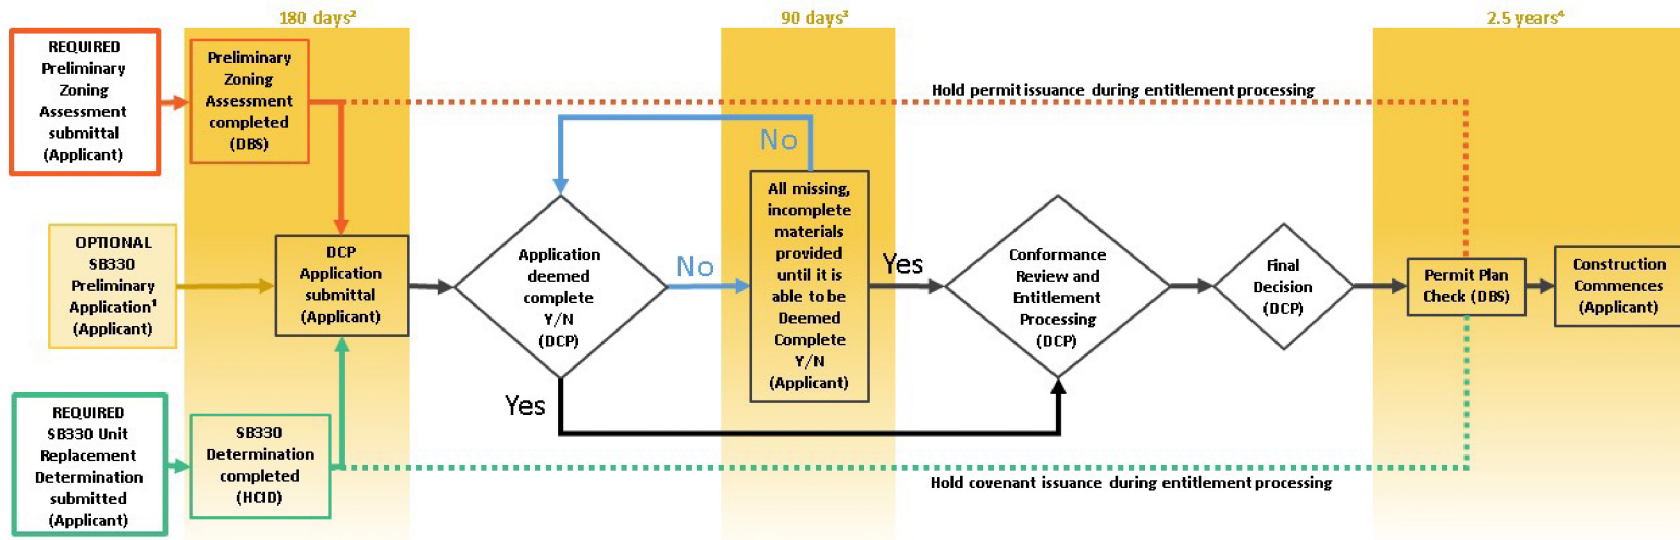 180 days²
90 days³
2.5 years⁴
REQUIRED
Preliminary
Zoning
Assessment
submittal
(Applicant)
Preliminary
Zoning
Assessment
completed
(DBS)
Hold permit issuance during entitlement processing
OPTIONAL
SB330
Preliminary
Application¹
(Applicant)
DCP
Application
submittal
(Applicant)
Application
deemed
complete
Y/N
(DCP)
No
No
Yes
All missing,
incomplete
materials
provided
until it is
able to be
Deemed
Complete
Y/N
(Applicant)
Yes
Conformance
Review and
Entitlement
Processing
(DCP)
Final
Decision
(DCP)
Permit Plan
Check (DBS)
Construction
Commences
(Applicant)
REQUIRED
SB330 Unit
Replacement
Determination
submitted
(Applicant)
SB330
Determination
completed
(HCID)
Hold covenant issuance during entitlement processing